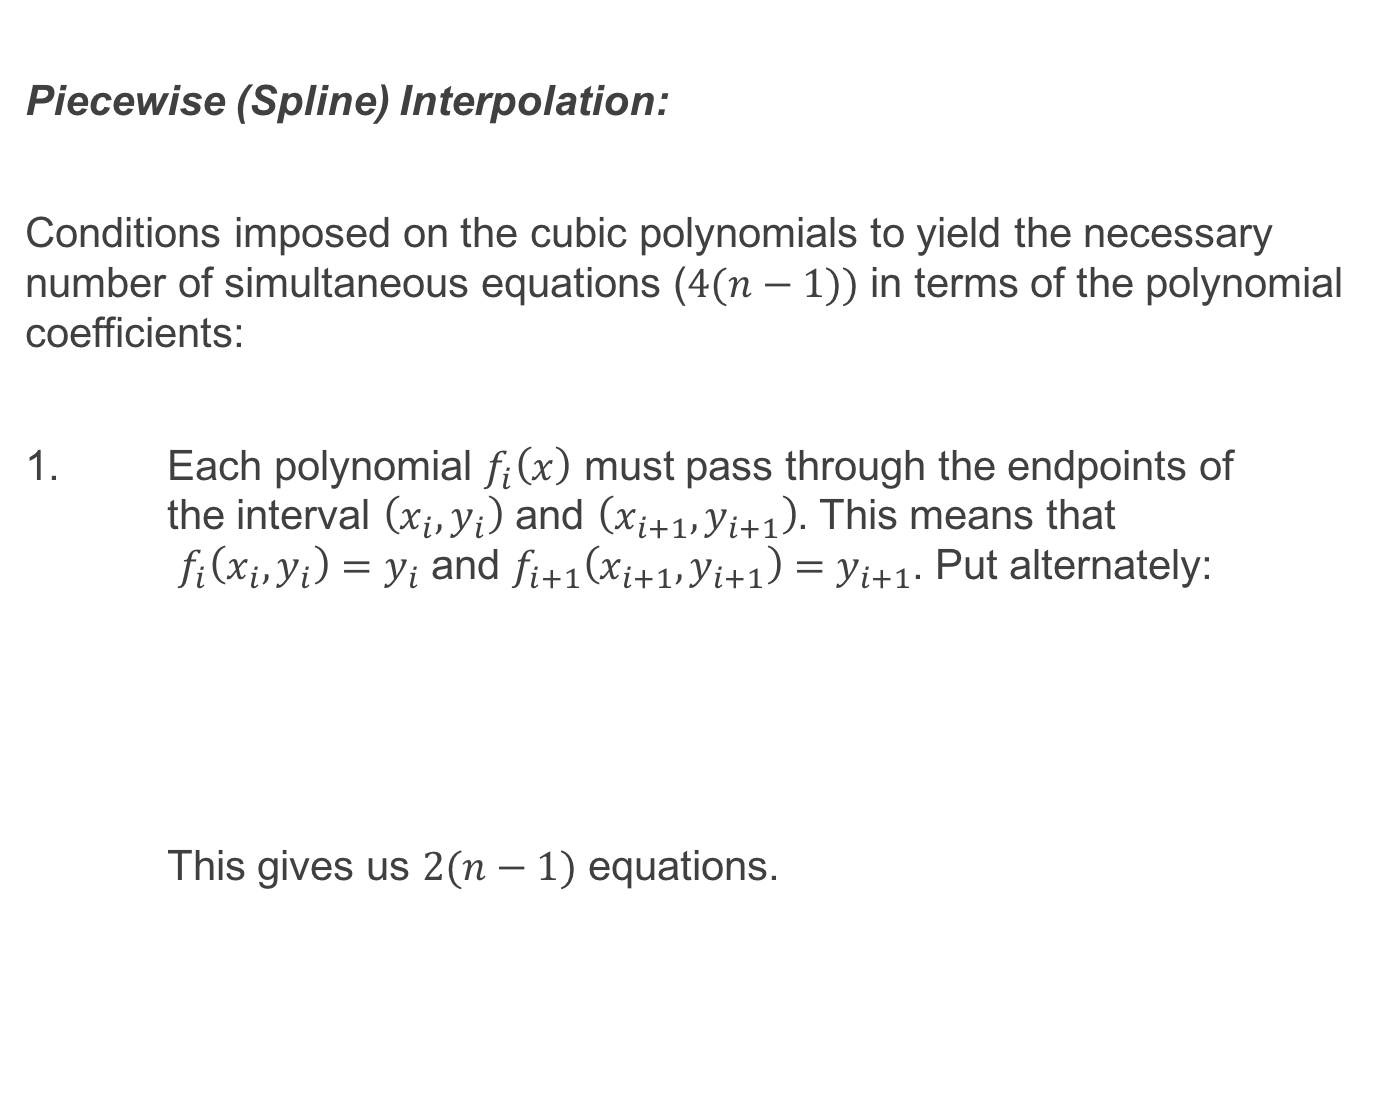 Piecewise (Spline) Interpolation:
Conditions imposed on the cubic polynomials to yield the necessary
number of simultaneous equations (4(n − 1)) in terms of the polynomial
coefficients:
1. Each polynomial fᵢ(x) must pass through the endpoints of
the interval (xᵢ, yᵢ) and (xᵢ₊₁, yᵢ₊₁). This means that
fᵢ(xᵢ, yᵢ) = yᵢ and fᵢ₊₁(xᵢ₊₁, yᵢ₊₁) = yᵢ₊₁. Put alternately:
This gives us 2(n − 1) equations.